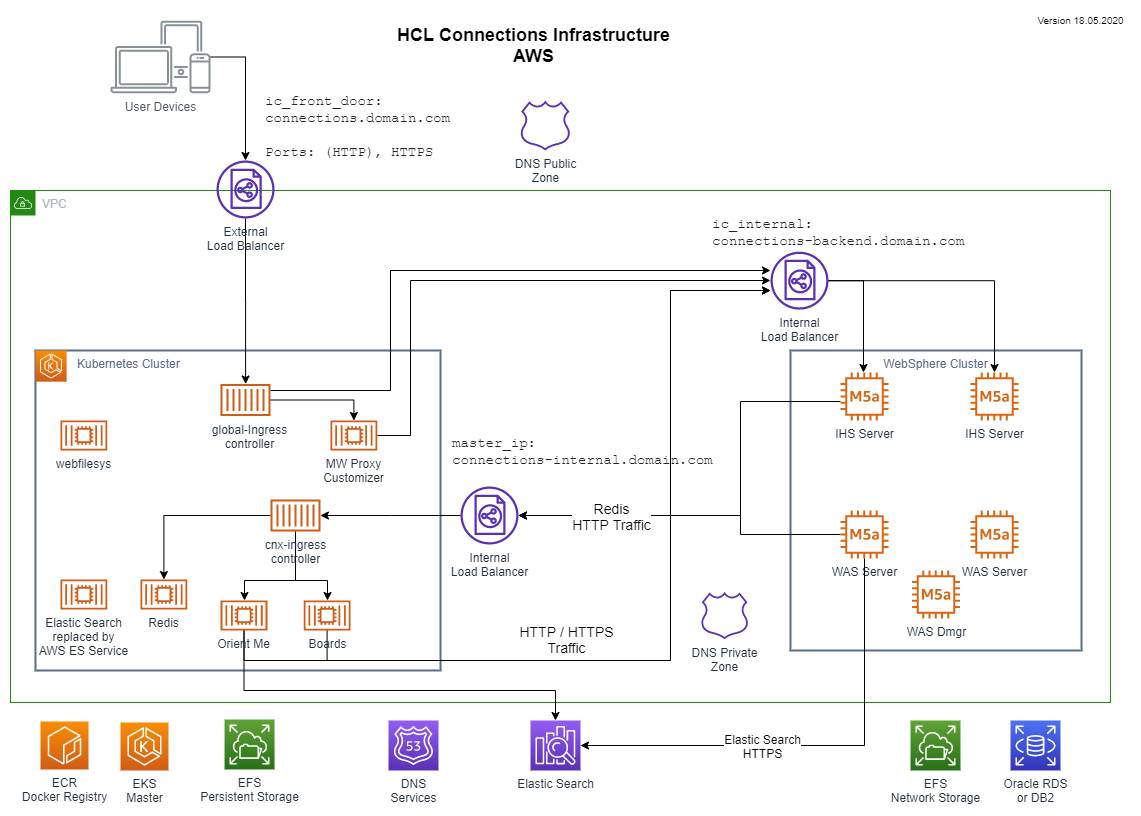 Version 18.05.2020
HCL Connections Infrastructure
AWS
User Devices
ic_front_door:
connections.domain.com
Ports: (HTTP), HTTPS
DNS Public
Zone
VPC
External
Load Balancer
ic_internal:
connections-backend.domain.com
Internal
Load Balancer
Kubernetes Cluster
global-Ingress
controller
webfilesys
MW Proxy
Customizer
WebSphere Cluster
M5a
IHS Server
M5a
IHS Server
master_ip:
connections-internal.domain.com
Internal
Load Balancer
Redis
HTTP Traffic
cnx-ingress
controller
M5a
WAS Server
M5a
WAS Server
M5a
WAS Dmgr
Elastic Search
replaced by
AWS ES Service
Redis
Orient Me
Boards
HTTP / HTTPS
Traffic
DNS Private
Zone
ECR
Docker Registry
EKS
Master
EFS
Persistent Storage
53
DNS
Services
Elastic Search
Elastic Search
HTTPS
EFS
Network Storage
Oracle RDS
or DB2